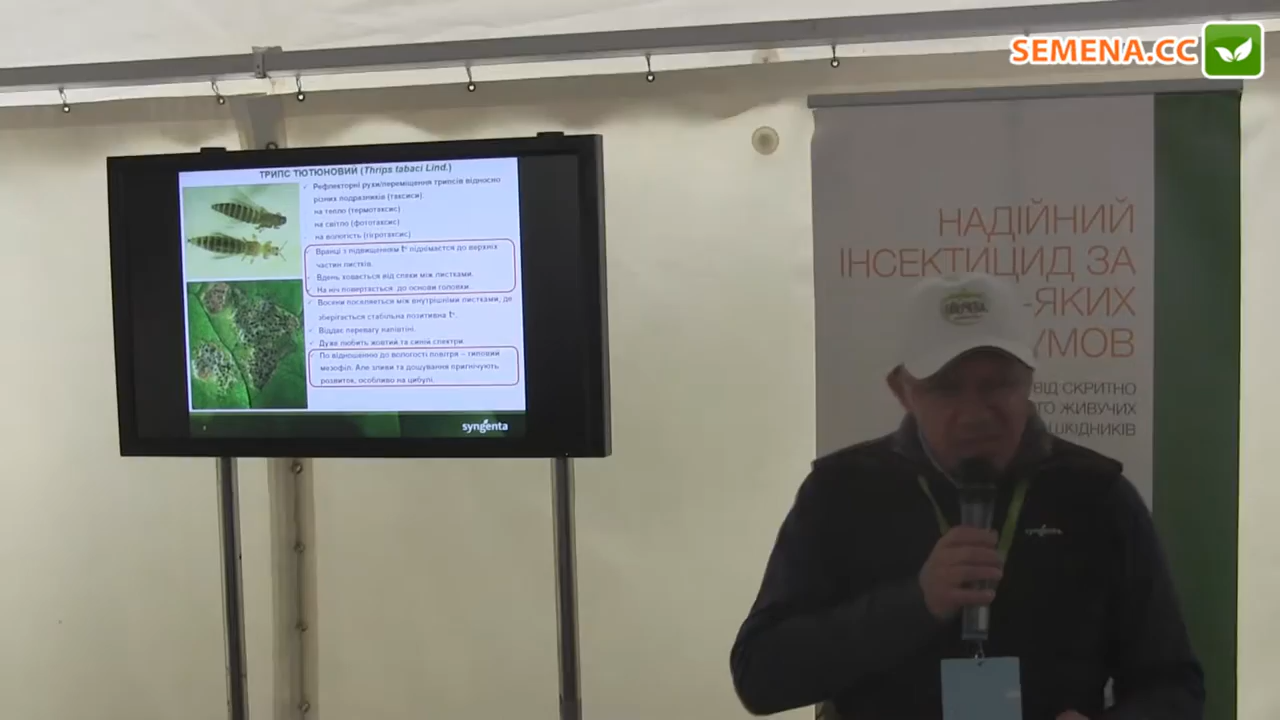 SEMENA.CC
ТРИПС ТЮТЮНОВИЙ (Thrips tabaci Lind.)
Рефлекторні рухи/переміщення трипсів відносно
різних подразників (таксиси):
на тепло (термотаксис)
на світло (фототаксис)
на вологість (гігротаксис)
Вранці з підвищенням t° піднімається до верхніх
частин листків.
Вдень ховається від спеки між листками.
На ніч повертається до основи головки.
Восени поселяється між внутрішніми листками, де
зберігається стабільна позитивна t°.
Віддає перевагу напівтіні.
Дуже любить жовтий та синій спектри.
По відношенню до вологості повітря – типовий
мезофіл. Але зливи та дощування пригнічують
розвиток, особливо на цибулі.
syngenta
НАДІЙНИЙ
ІНСЕКТИЦИД ЗА
-ЯКИХ
УМОВ
ВІД СКРИТНО
ГО ЖИВУЧИХ
ШКІДНИКІВ
syngenta